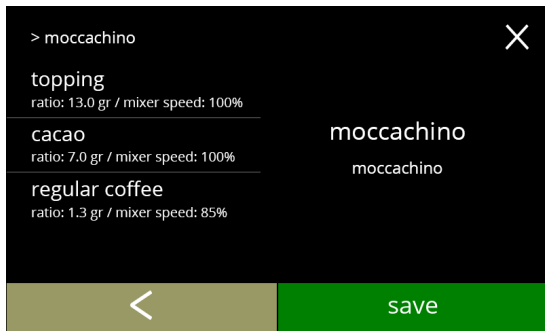 > moccachino
topping
ratio: 13.0 gr / mixer speed: 100%
cacao
ratio: 7.0 gr / mixer speed: 100%
regular coffee
ratio: 1.3 gr / mixer speed: 85%
moccachino
moccachino
save